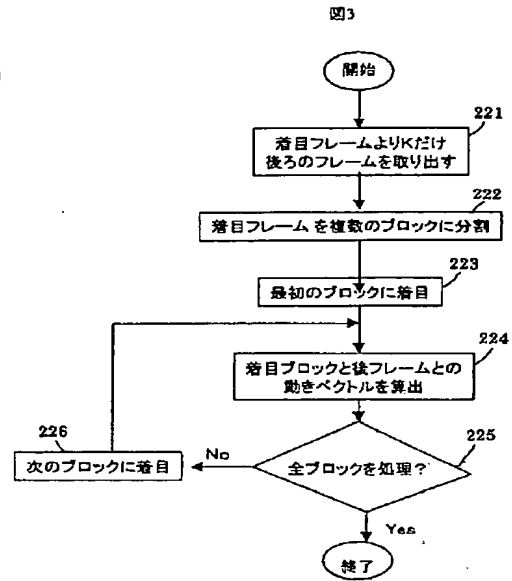 図3
開始
221
着目フレームよりKだけ
後ろのフレームを取り出す
222
着目フレームを複数のブロックに分割
223
最初のブロックに着目
224
着目ブロックと後フレームとの
動きベクトルを算出
225
全ブロックを処理?
No
226
次のブロックに着目
Yes
終了